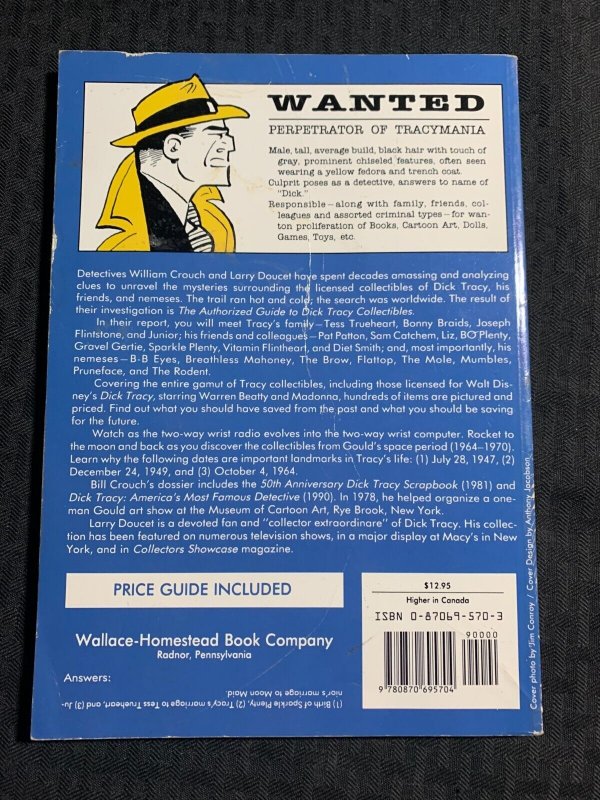 WANTED
PERPETRATOR OF TRACYMANIA
Male, tall, average build, black hair with touch of
gray, prominent chiseled features, often seen
wearing a yellow fedora and trench coat.
Culprit poses as a detective, answers to name of
"Dick."
Responsible–along with family, friends, col-
leagues and assorted criminal types–for wan-
ton proliferation of Books, Cartoon Art, Dolls,
Games, Toys, etc.
Detectives William Crouch and Larry Doucet have spent decades amassing and analyzing
clues to unravel the mysteries surrounding the licensed collectibles of Dick Tracy, his
friends, and nemeses. The trail ran hot and cold; the search was worldwide. The result of
their investigation is The Authorized Guide to Dick Tracy Collectibles.
In their report, you will meet Tracy's family–Tess Trueheart, Bonny Braids, Joseph
Flintstone, and Junior; his friends and colleagues–Pat Patton, Sam Catchem, Liz, BO Plenty,
Gravel Gertie, Sparkle Plenty, Vitamin Flintheart, and Diet Smith; and, most importantly, his
nemeses–B-B Eyes, Breathless Mahoney, The Brow, Flattop, The Mole, Mumbles,
Pruneface, and The Rodent.
Covering the entire gamut of Tracy collectibles, including those licensed for Walt Dis-
ney's Dick Tracy, starring Warren Beatty and Madonna, hundreds of items are pictured and
priced. Find out what you should have saved from the past and what you should be saving
for the future.
Watch as the two-way wrist radio evolves into the two-way wrist computer. Rocket to
the moon and back as you discover the collectibles from Gould's space period (1964–1970).
Learn why the following dates are important landmarks in Tracy's life: (1) July 28, 1947, (2)
December 24, 1949, and (3) October 4, 1964.
Bill Crouch's dossier includes the 50th Anniversary Dick Tracy Scrapbook (1981) and
Dick Tracy: America's Most Famous Detective (1990). In 1978, he helped organize a one-
man Gould art show at the Museum of Cartoon Art, Rye Brook, New York.
Larry Doucet is a devoted fan and "collector extraordinare" of Dick Tracy. His collec-
tion has been featured on numerous television shows, in a major display at Macy's in New
York, and in Collectors Showcase magazine.
PRICE GUIDE INCLUDED
Wallace-Homestead Book Company
Radnor, Pennsylvania
Answers:
(1) Birth of Sparkle Plenty, (2) Tracy's marriage to Tess Trueheart, and (3) Ju-
nior's marriage to Moon Maid.
$12.95
Higher in Canada
ISBN 0-87069-570-3
90000
9 780870 695704
Cover photo by Jim Conroy / Cover Design by Anthony Jacobson